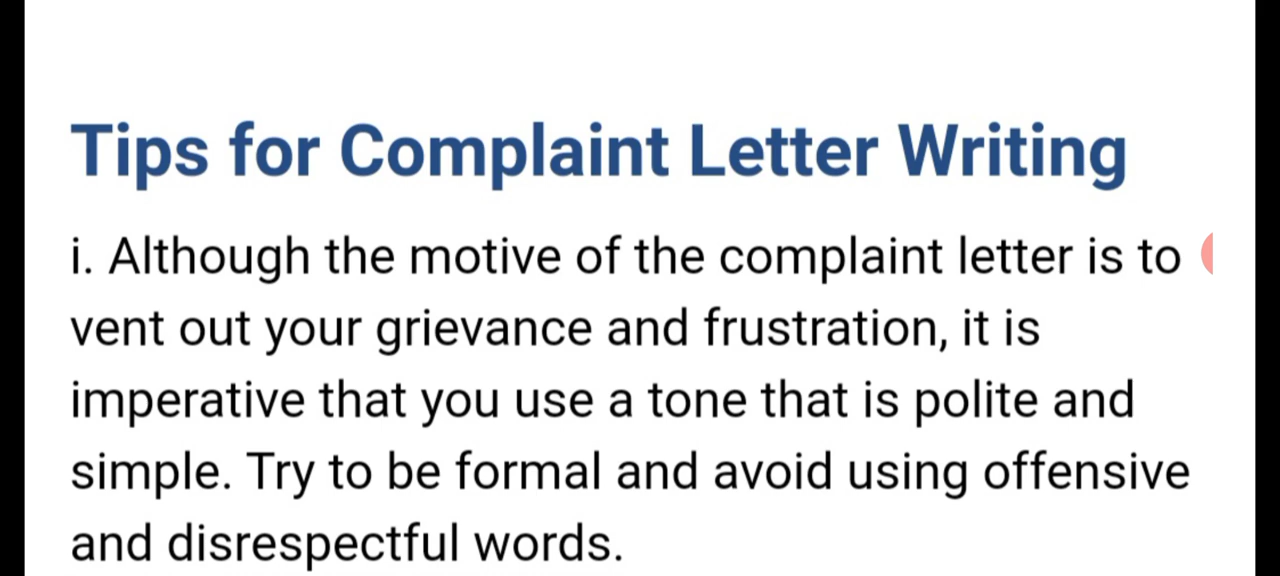 Tips for Complaint Letter Writing
i. Although the motive of the complaint letter is to
vent out your grievance and frustration, it is
imperative that you use a tone that is polite and
simple. Try to be formal and avoid using offensive
and disrespectful words.